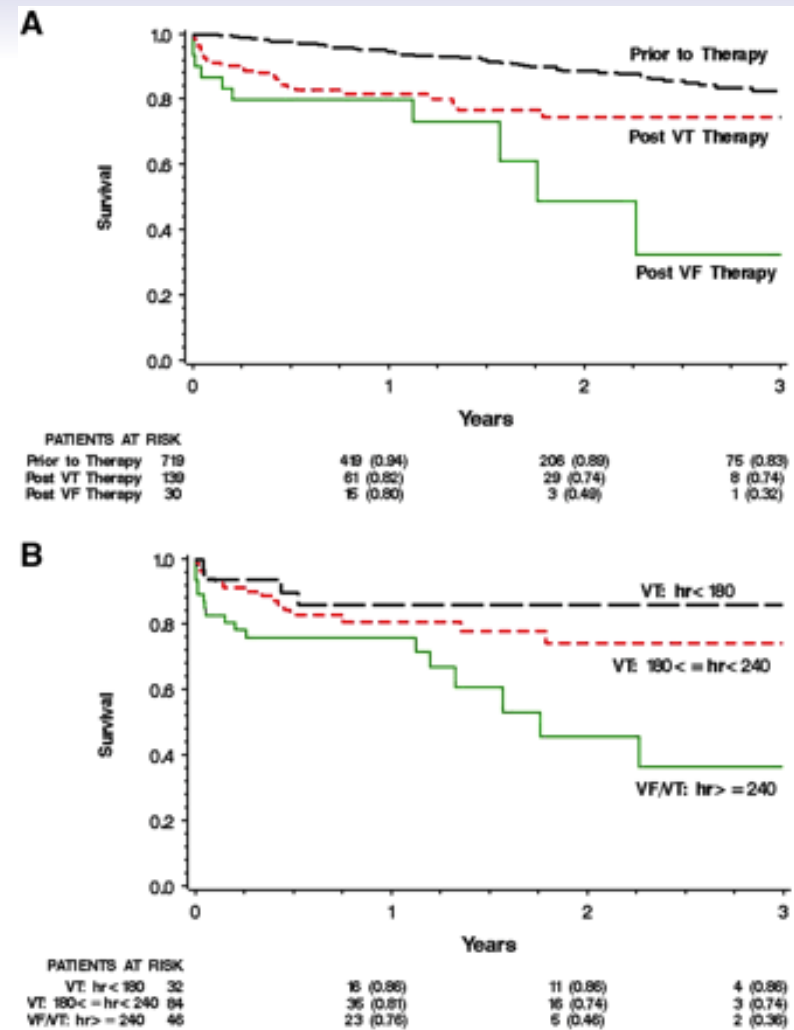 A
1.0
Prior to Therapy
0.8
Post VT Therapy
0.6
Survival
0.4
Post VF Therapy
0.2
0.0
0 1 2 3
Years
PATIENTS AT RISK
Prior to Therapy 719 419 (0.94) 206 (0.89) 75 (0.83)
Post VT Therapy 139 61 (0.82) 29 (0.74) 8 (0.74)
Post VF Therapy 30 15 (0.80) 3 (0.49) 1 (0.32)
B
1.0
VT: hr<180
0.8
VT: 180<=hr<240
0.6
Survival
0.4
VF/VT: hr>=240
0.2
0.0
0 1 2 3
Years
PATIENTS AT RISK
VT: hr<180 32 16 (0.86) 11 (0.86) 4 (0.86)
VT: 180<=hr<240 84 36 (0.81) 16 (0.74) 3 (0.74)
VF/VT: hr>=240 46 23 (0.76) 5 (0.46) 2 (0.36)